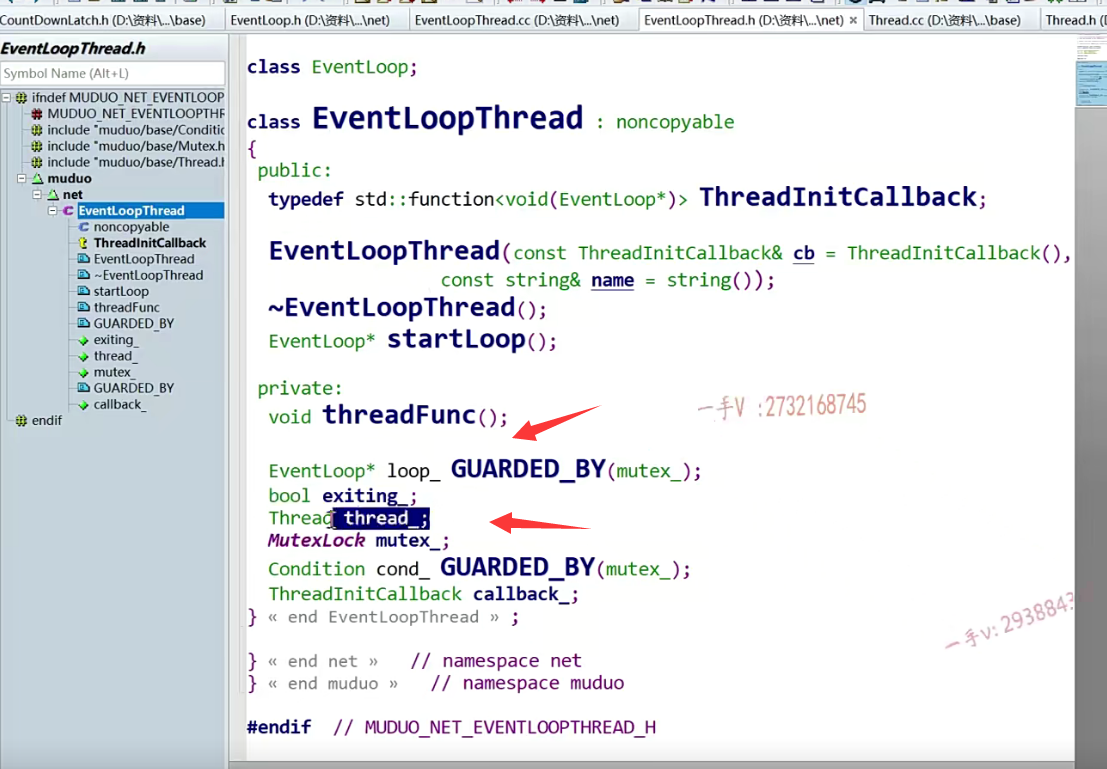 CountDownLatch.h (D:\资料\...\base)
EventLoop.h (D:\资料\...\net)
EventLoopThread.cc (D:\资料\...\net)
EventLoopThread.h (D:\资料\...\net) ×
Thread.cc (D:\资料\...\base)
Thread.h (D
EventLoopThread.h
Symbol Name (Alt+L)
ifndef MUDUO_NET_EVENTLOOP
MUDUO_NET_EVENTLOOPTHR
include "muduo/base/Conditio
include "muduo/base/Mutex.h
include "muduo/base/Thread.h
muduo
net
EventLoopThread
noncopyable
ThreadInitCallback
EventLoopThread
~EventLoopThread
startLoop
threadFunc
GUARDED_BY
exiting_
thread_
mutex_
GUARDED_BY
callback_
endif
class EventLoop;
class EventLoopThread : noncopyable
{
public:
typedef std::function<void(EventLoop*)> ThreadInitCallback;
EventLoopThread(const ThreadInitCallback& cb = ThreadInitCallback(),
const string& name = string());
~EventLoopThread();
EventLoop* startLoop();
private:
void threadFunc();
一手V :2732168745
EventLoop* loop_ GUARDED_BY(mutex_);
bool exiting_;
Thread thread_;
MutexLock mutex_;
Condition cond_ GUARDED_BY(mutex_);
ThreadInitCallback callback_;
} « end EventLoopThread » ;
一手v: 2938843
} « end net » // namespace net
} « end muduo » // namespace muduo
#endif // MUDUO_NET_EVENTLOOPTHREAD_H